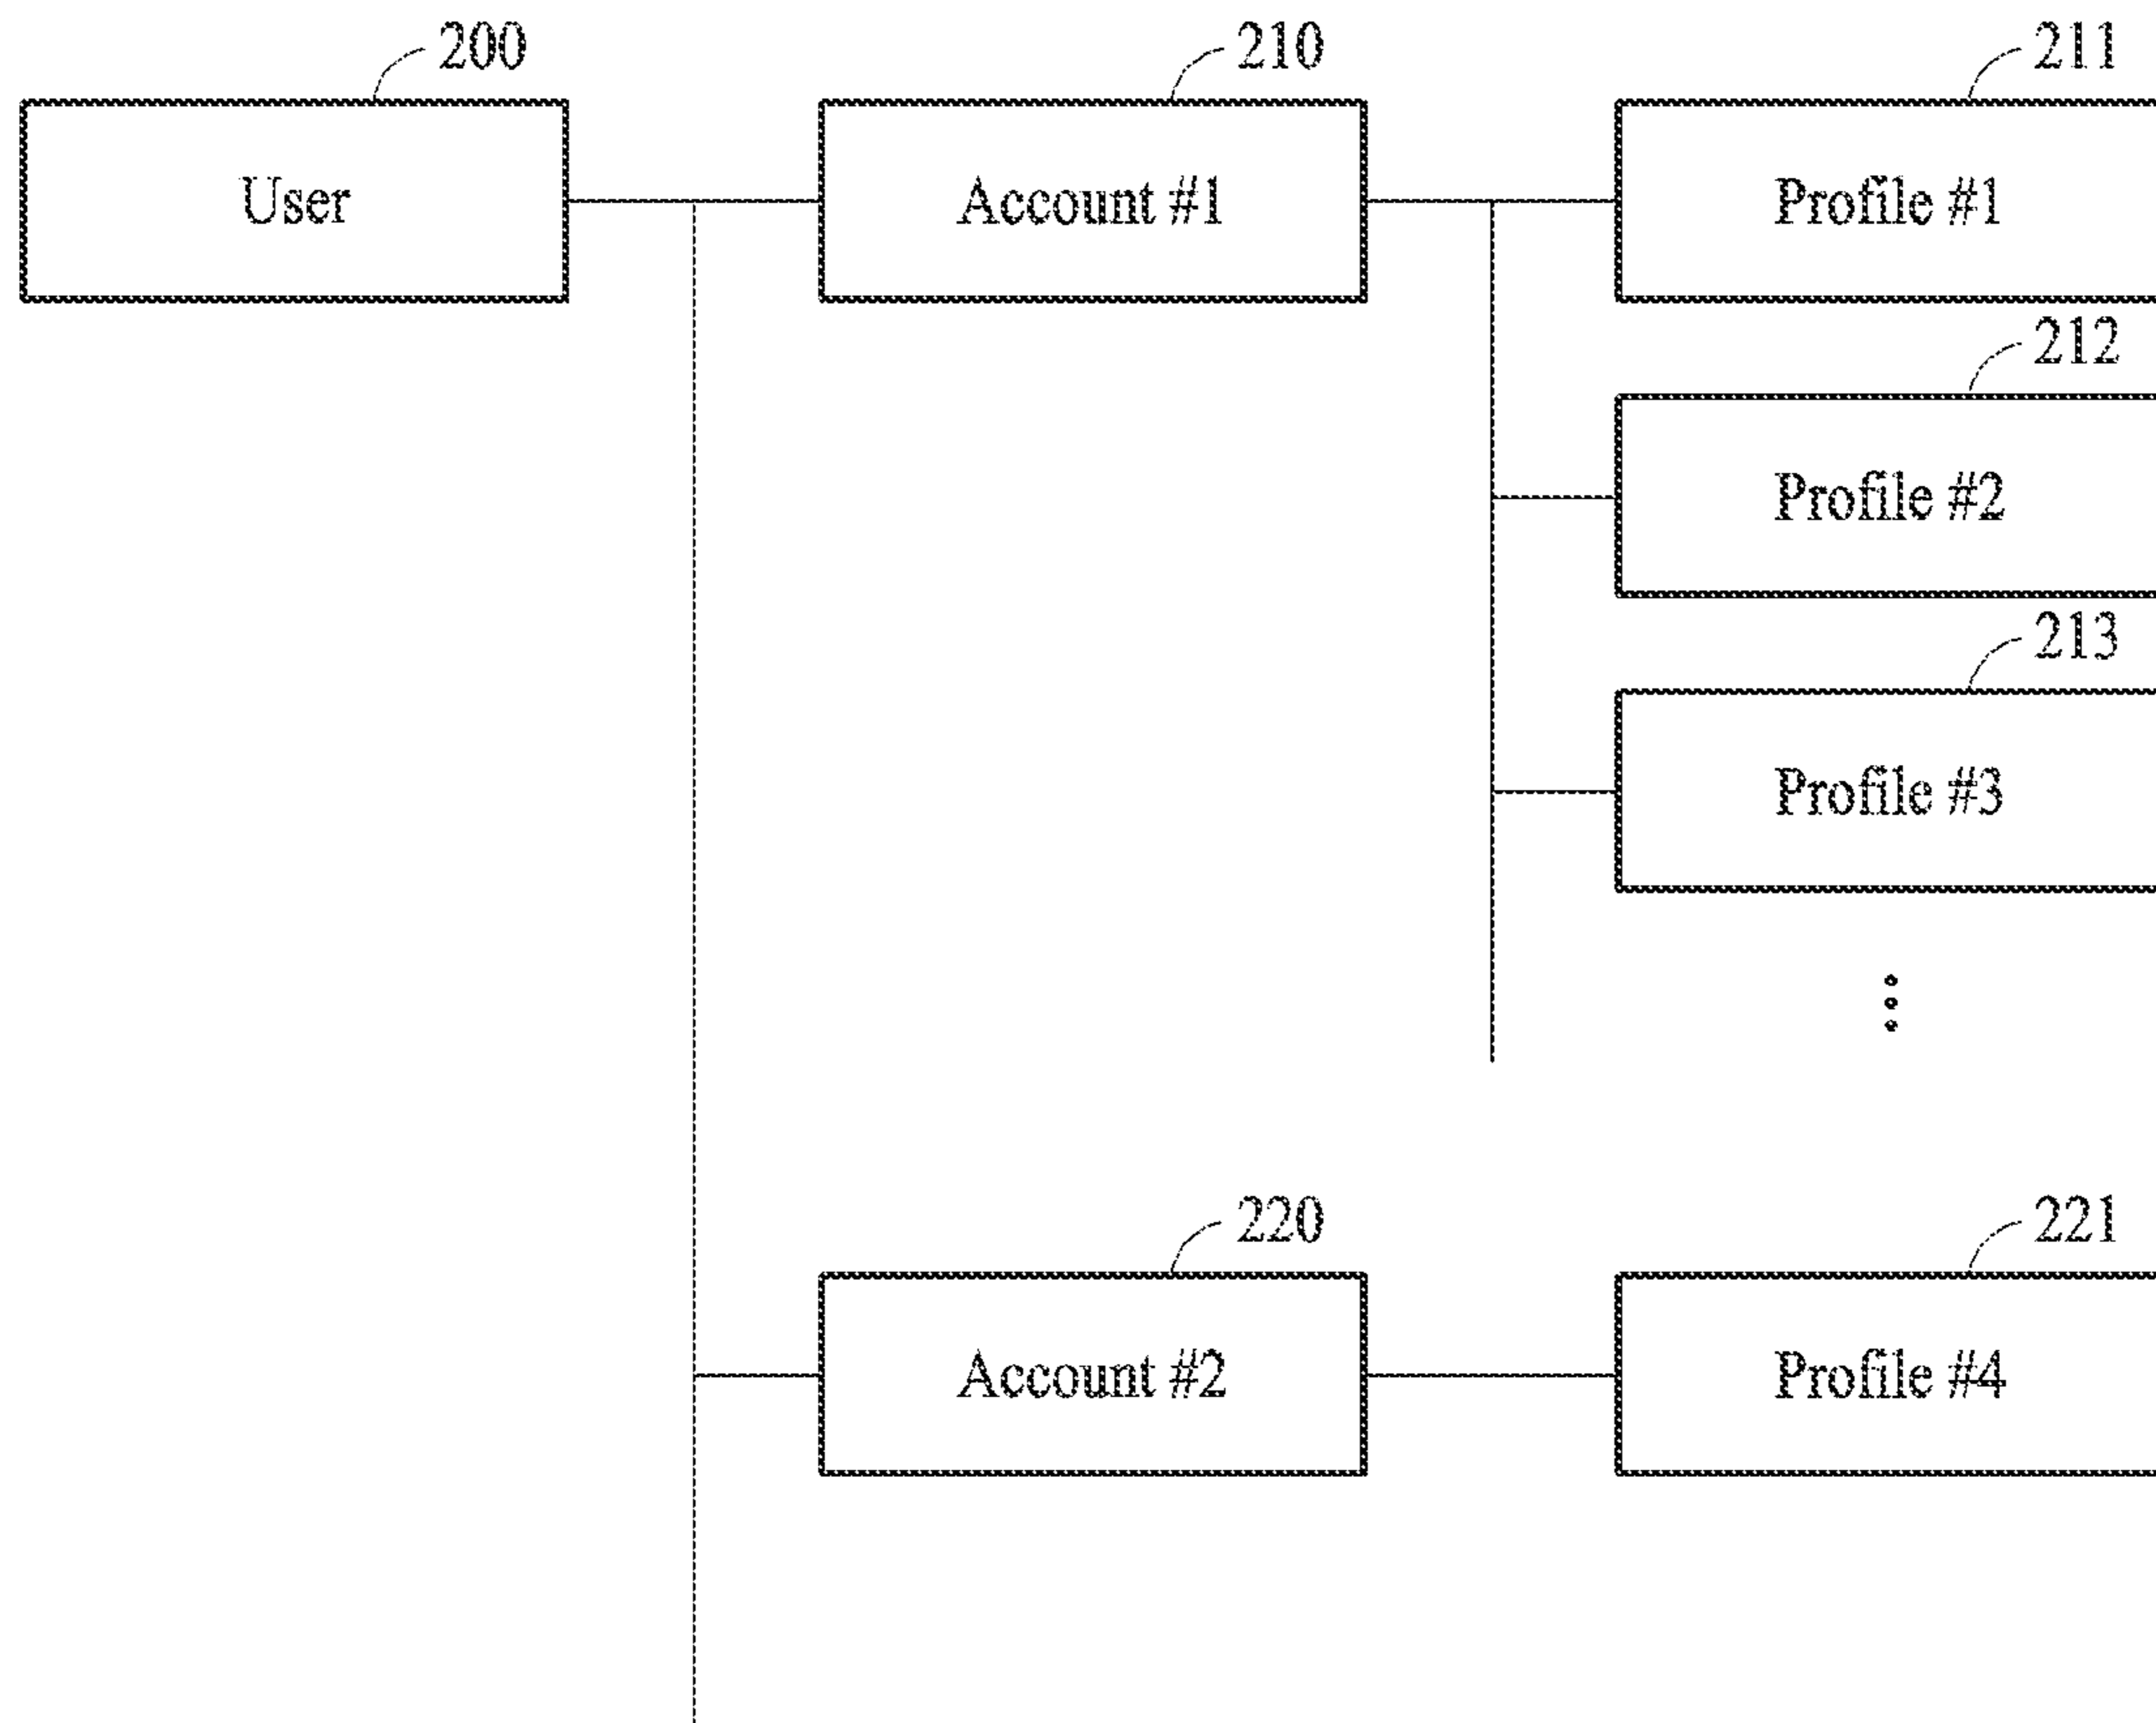 200
210
211
User
Account #1
Profile #1
212
Profile #2
213
Profile #3
220
221
Account #2
Profile #4